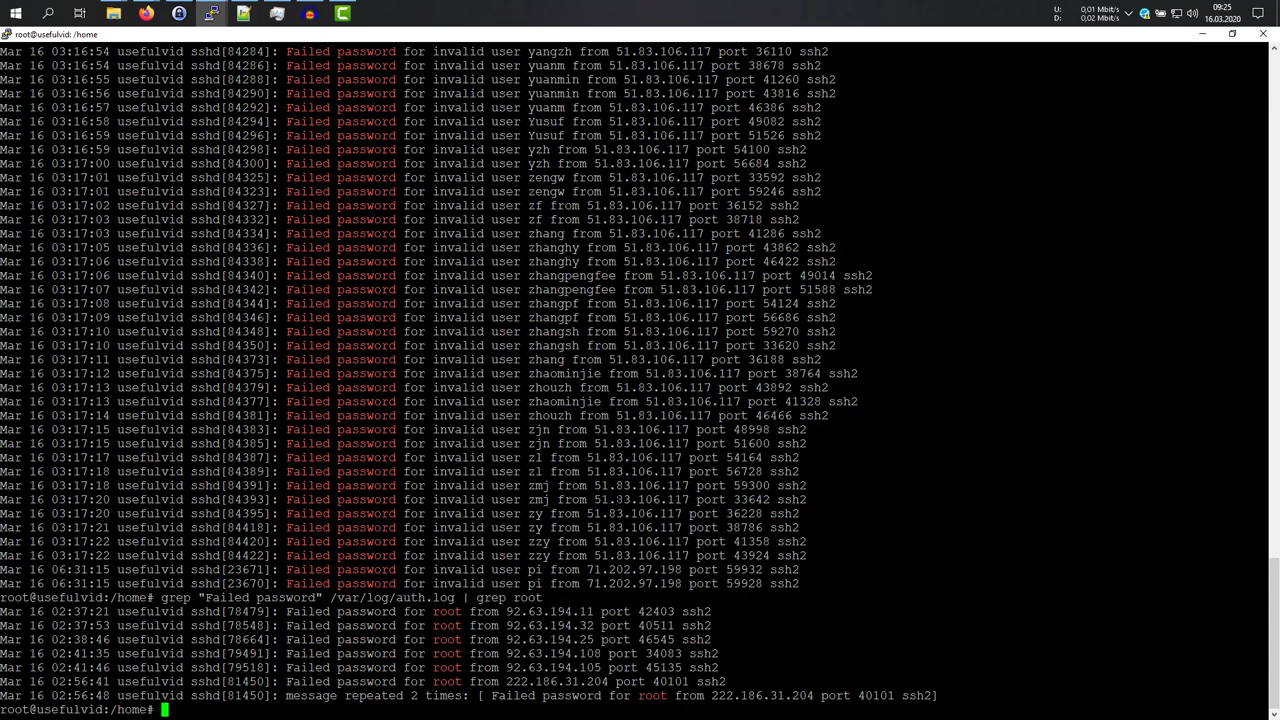 U: 0,01 Mbit/s
D: 0,02 Mbit/s
09:25
16.03.2020
root@usefulvid: /home
Mar 16 03:16:54 usefulvid sshd[84284]: Failed password for invalid user yangzh from 51.83.106.117 port 36110 ssh2
Mar 16 03:16:54 usefulvid sshd[84286]: Failed password for invalid user yuanm from 51.83.106.117 port 38678 ssh2
Mar 16 03:16:55 usefulvid sshd[84288]: Failed password for invalid user yuanmin from 51.83.106.117 port 41260 ssh2
Mar 16 03:16:56 usefulvid sshd[84290]: Failed password for invalid user yuanmin from 51.83.106.117 port 43816 ssh2
Mar 16 03:16:57 usefulvid sshd[84292]: Failed password for invalid user yuanm from 51.83.106.117 port 46386 ssh2
Mar 16 03:16:58 usefulvid sshd[84294]: Failed password for invalid user Yusuf from 51.83.106.117 port 49082 ssh2
Mar 16 03:16:59 usefulvid sshd[84296]: Failed password for invalid user Yusuf from 51.83.106.117 port 51526 ssh2
Mar 16 03:16:59 usefulvid sshd[84298]: Failed password for invalid user yzh from 51.83.106.117 port 54100 ssh2
Mar 16 03:17:00 usefulvid sshd[84300]: Failed password for invalid user yzh from 51.83.106.117 port 56684 ssh2
Mar 16 03:17:01 usefulvid sshd[84325]: Failed password for invalid user zengw from 51.83.106.117 port 33592 ssh2
Mar 16 03:17:02 usefulvid sshd[84323]: Failed password for invalid user zengw from 51.83.106.117 port 59246 ssh2
Mar 16 03:17:02 usefulvid sshd[84327]: Failed password for invalid user zf from 51.83.106.117 port 36152 ssh2
Mar 16 03:17:03 usefulvid sshd[84332]: Failed password for invalid user zf from 51.83.106.117 port 38718 ssh2
Mar 16 03:17:03 usefulvid sshd[84334]: Failed password for invalid user zhang from 51.83.106.117 port 41286 ssh2
Mar 16 03:17:05 usefulvid sshd[84336]: Failed password for invalid user zhanghy from 51.83.106.117 port 43862 ssh2
Mar 16 03:17:06 usefulvid sshd[84338]: Failed password for invalid user zhanghy from 51.83.106.117 port 46422 ssh2
Mar 16 03:17:06 usefulvid sshd[84340]: Failed password for invalid user zhangpengfee from 51.83.106.117 port 49014 ssh2
Mar 16 03:17:07 usefulvid sshd[84342]: Failed password for invalid user zhangpengfee from 51.83.106.117 port 51588 ssh2
Mar 16 03:17:08 usefulvid sshd[84344]: Failed password for invalid user zhangpf from 51.83.106.117 port 54124 ssh2
Mar 16 03:17:09 usefulvid sshd[84346]: Failed password for invalid user zhangpf from 51.83.106.117 port 56686 ssh2
Mar 16 03:17:10 usefulvid sshd[84348]: Failed password for invalid user zhangsh from 51.83.106.117 port 59270 ssh2
Mar 16 03:17:10 usefulvid sshd[84350]: Failed password for invalid user zhangsh from 51.83.106.117 port 33620 ssh2
Mar 16 03:17:11 usefulvid sshd[84373]: Failed password for invalid user zhang from 51.83.106.117 port 36188 ssh2
Mar 16 03:17:12 usefulvid sshd[84375]: Failed password for invalid user zhaominjie from 51.83.106.117 port 38764 ssh2
Mar 16 03:17:13 usefulvid sshd[84379]: Failed password for invalid user zhouzh from 51.83.106.117 port 43892 ssh2
Mar 16 03:17:13 usefulvid sshd[84377]: Failed password for invalid user zhaominjie from 51.83.106.117 port 41328 ssh2
Mar 16 03:17:14 usefulvid sshd[84381]: Failed password for invalid user zhouzh from 51.83.106.117 port 46466 ssh2
Mar 16 03:17:15 usefulvid sshd[84383]: Failed password for invalid user zjn from 51.83.106.117 port 48998 ssh2
Mar 16 03:17:15 usefulvid sshd[84385]: Failed password for invalid user zjn from 51.83.106.117 port 51600 ssh2
Mar 16 03:17:17 usefulvid sshd[84387]: Failed password for invalid user zl from 51.83.106.117 port 54164 ssh2
Mar 16 03:17:18 usefulvid sshd[84389]: Failed password for invalid user zl from 51.83.106.117 port 56728 ssh2
Mar 16 03:17:18 usefulvid sshd[84391]: Failed password for invalid user zmj from 51.83.106.117 port 59300 ssh2
Mar 16 03:17:20 usefulvid sshd[84393]: Failed password for invalid user zmj from 51.83.106.117 port 33642 ssh2
Mar 16 03:17:20 usefulvid sshd[84395]: Failed password for invalid user zy from 51.83.106.117 port 36228 ssh2
Mar 16 03:17:21 usefulvid sshd[84418]: Failed password for invalid user zy from 51.83.106.117 port 38786 ssh2
Mar 16 03:17:22 usefulvid sshd[84420]: Failed password for invalid user zzy from 51.83.106.117 port 41358 ssh2
Mar 16 03:17:22 usefulvid sshd[84422]: Failed password for invalid user zzy from 51.83.106.117 port 43924 ssh2
Mar 16 06:31:15 usefulvid sshd[23671]: Failed password for invalid user pi from 71.202.97.198 port 59932 ssh2
Mar 16 06:31:15 usefulvid sshd[23670]: Failed password for invalid user pi from 71.202.97.198 port 59928 ssh2
root@usefulvid:/home# grep "Failed password" /var/log/auth.log | grep root
Mar 16 02:37:21 usefulvid sshd[78479]: Failed password for root from 92.63.194.11 port 42403 ssh2
Mar 16 02:37:53 usefulvid sshd[78548]: Failed password for root from 92.63.194.32 port 40511 ssh2
Mar 16 02:38:46 usefulvid sshd[78664]: Failed password for root from 92.63.194.25 port 46545 ssh2
Mar 16 02:41:35 usefulvid sshd[79491]: Failed password for root from 92.63.194.108 port 34083 ssh2
Mar 16 02:41:35 usefulvid sshd[79518]: Failed password for root from 92.63.194.105 port 45135 ssh2
Mar 16 02:56:41 usefulvid sshd[81450]: Failed password for root from 222.186.31.204 port 40101 ssh2
Mar 16 02:56:48 usefulvid sshd[81450]: message repeated 2 times: [ Failed password for root from 222.186.31.204 port 40101 ssh2]
root@usefulvid:/home#